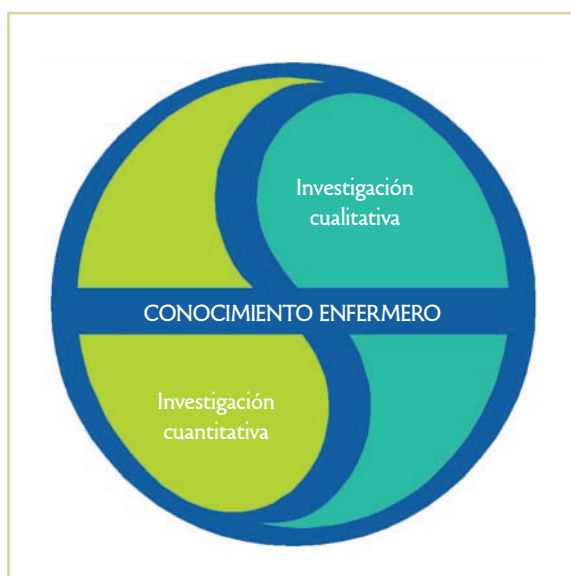 Investigación
cualitativa
CONOCIMIENTO ENFERMERO
Investigación
cuantitativa